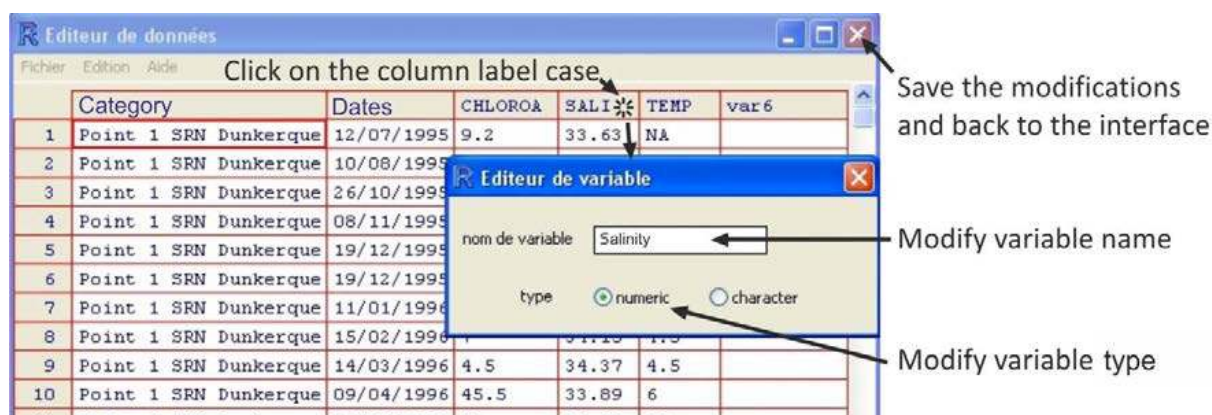 Editeur de données
Fichier Edition Aide
Click on the column label case
Save the modifications
and back to the interface
Category Dates CHLOROA SALI TEMP var6
1 Point 1 SRN Dunkerque 12/07/1995 9.2 33.63 NA
2 Point 1 SRN Dunkerque 10/08/1995
3 Point 1 SRN Dunkerque 26/10/1995
4 Point 1 SRN Dunkerque 08/11/1995
5 Point 1 SRN Dunkerque 19/12/1995
6 Point 1 SRN Dunkerque 19/12/1995
7 Point 1 SRN Dunkerque 11/01/1996
8 Point 1 SRN Dunkerque 15/02/1996
9 Point 1 SRN Dunkerque 14/03/1996 4.5 34.37 4.5
10 Point 1 SRN Dunkerque 09/04/1996 45.5 33.89 6
Editeur de variable
nom de variable Salinity
type numeric character
Modify variable name
Modify variable type